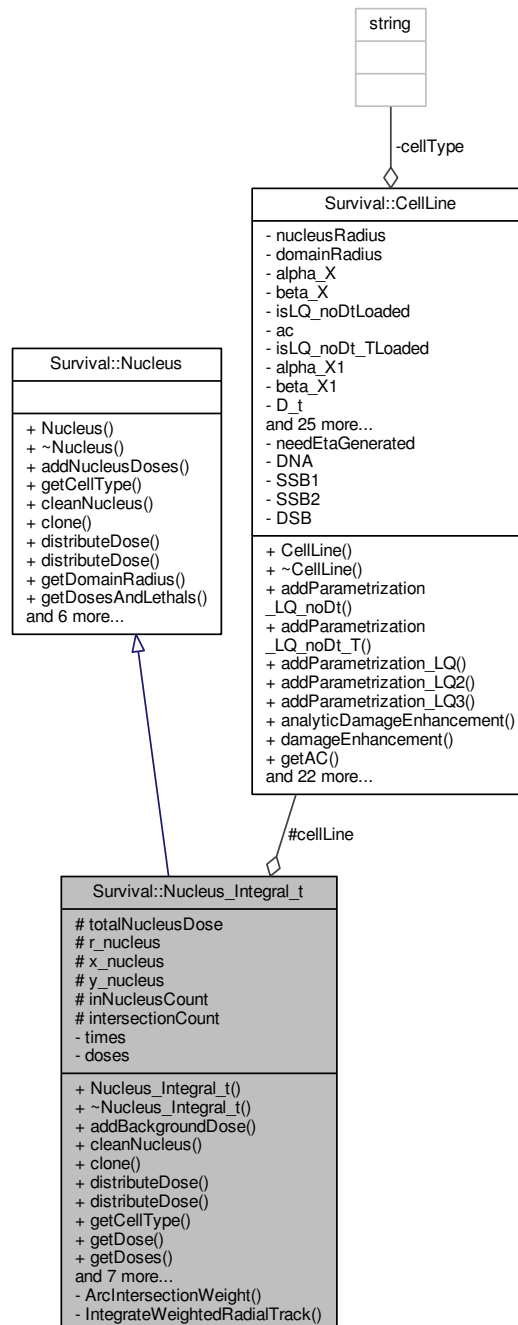 string
-cellType
Survival::CellLine
- nucleusRadius
- domainRadius
- alpha_X
- beta_X
- isLQ_noDtLoaded
- ac
- isLQ_noDt_TLoaded
- alpha_X1
- beta_X1
- D_t
and 25 more...
- needEtaGenerated
- DNA
- SSB1
- SSB2
- DSB
+ CellLine()
+ ~CellLine()
+ addParametrization
_LQ_noDt()
+ addParametrization
_LQ_noDt_T()
+ addParametrization_LQ()
+ addParametrization_LQ2()
+ addParametrization_LQ3()
+ analyticDamageEnhancement()
+ damageEnhancement()
+ getAC()
and 22 more...
Survival::Nucleus
+ Nucleus()
+ ~Nucleus()
+ addNucleusDoses()
+ getCellType()
+ cleanNucleus()
+ clone()
+ distributeDose()
+ distributeDose()
+ getDomainRadius()
+ getDosesAndLethals()
and 6 more...
#cellLine
Survival::Nucleus_Integral_t
# totalNucleusDose
# r_nucleus
# x_nucleus
# y_nucleus
# inNucleusCount
# intersectionCount
- times
- doses
+ Nucleus_Integral_t()
+ ~Nucleus_Integral_t()
+ addBackgroundDose()
+ cleanNucleus()
+ clone()
+ distributeDose()
+ distributeDose()
+ getCellType()
+ getDose()
+ getDoses()
and 7 more...
- ArcIntersectionWeight()
- IntegrateWeightedRadialTrack()